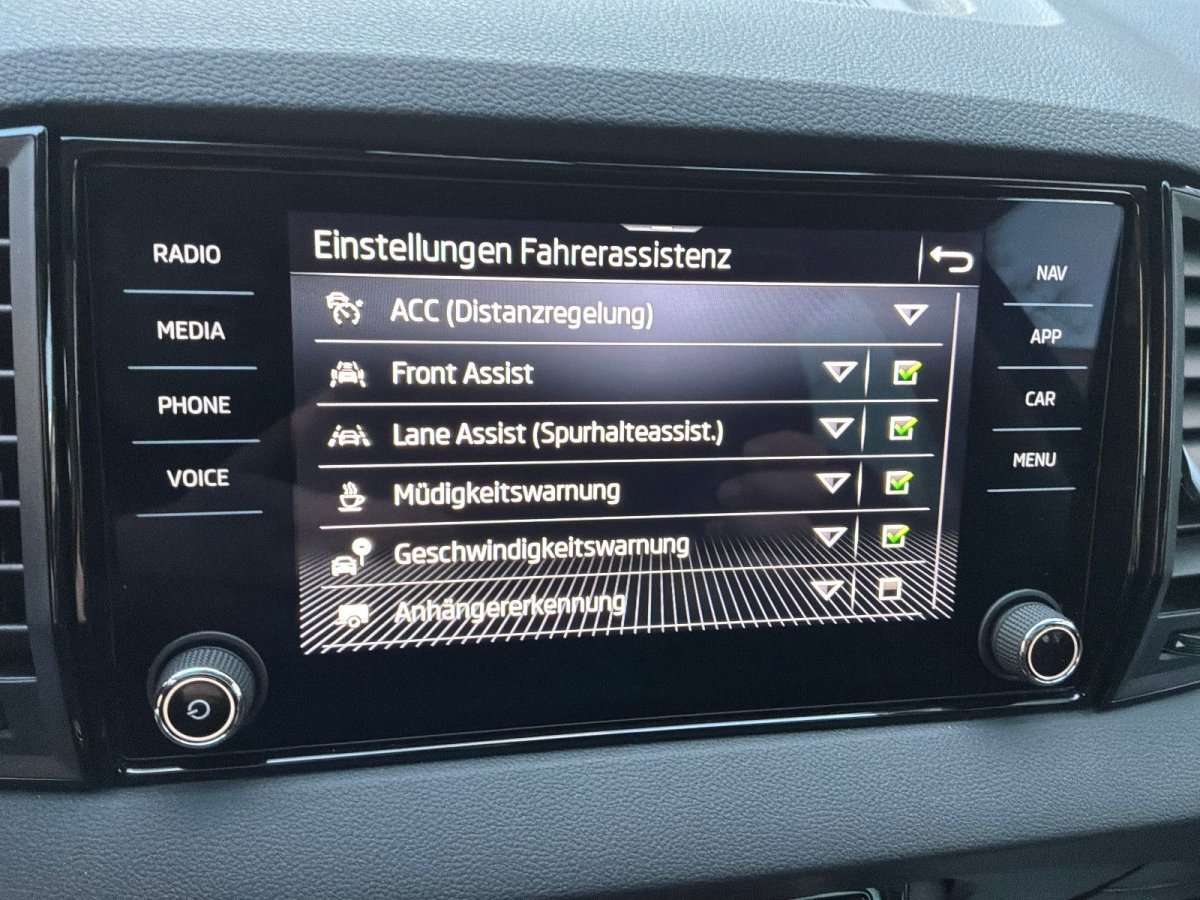 Einstellungen Fahrerassistenz
RADIO
MEDIA
PHONE
VOICE
ACC (Distanzregelung)
Front Assist
Lane Assist (Spurhalteassist.)
Müdigkeitswarnung
Geschwindigkeitswarnung
Anhängererkennung
NAV
APP
CAR
MENU